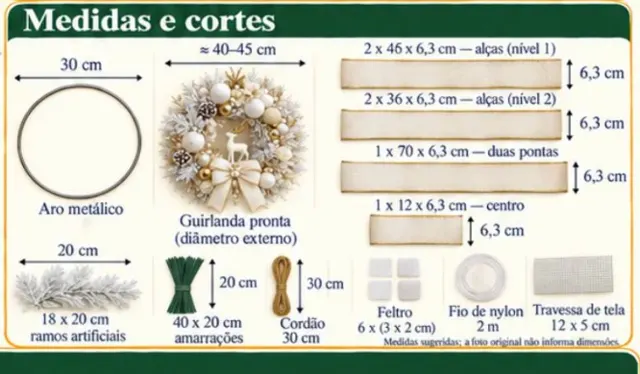 Medidas e cortes
30 cm
Aro metálico
≈ 40–45 cm
Guirlanda pronta
(diâmetro externo)
2 x 46 x 6,3 cm — alças (nível 1)
6,3 cm
2 x 36 x 6,3 cm — alças (nível 2)
6,3 cm
1 x 70 x 6,3 cm — duas pontas
6,3 cm
1 x 12 x 6,3 cm — centro
6,3 cm
20 cm
18 x 20 cm
ramos artificiais
20 cm
40 x 20 cm
amarrações
30 cm
Cordão
30 cm
Feltro
6 x (3 x 2 cm)
Fio de nylon
2 m
Travessa de tela
12 x 5 cm
Medidas sugeridas; a foto original não informa dimensões.